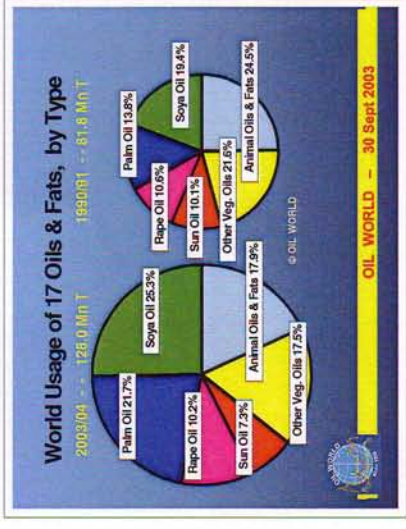 World Usage of 17 Oils & Fats, by Type
2003/04 - - 128.0 Mn T
1990/91 - - 81.8 Mn T
Soya Oil 25.3%
Palm Oil 21.7%
Rape Oil 10.2%
Sun Oil 7.3%
Other Veg. Oils 17.5%
Animal Oils & Fats 17.9%
Palm Oil 13.8%
Soya Oil 19.4%
Rape Oil 10.6%
Sun Oil 10.1%
Other Veg. Oils 21.6%
Animal Oils & Fats 24.5%
© OIL WORLD
OIL WORLD
OIL WORLD - 30 Sept 2003